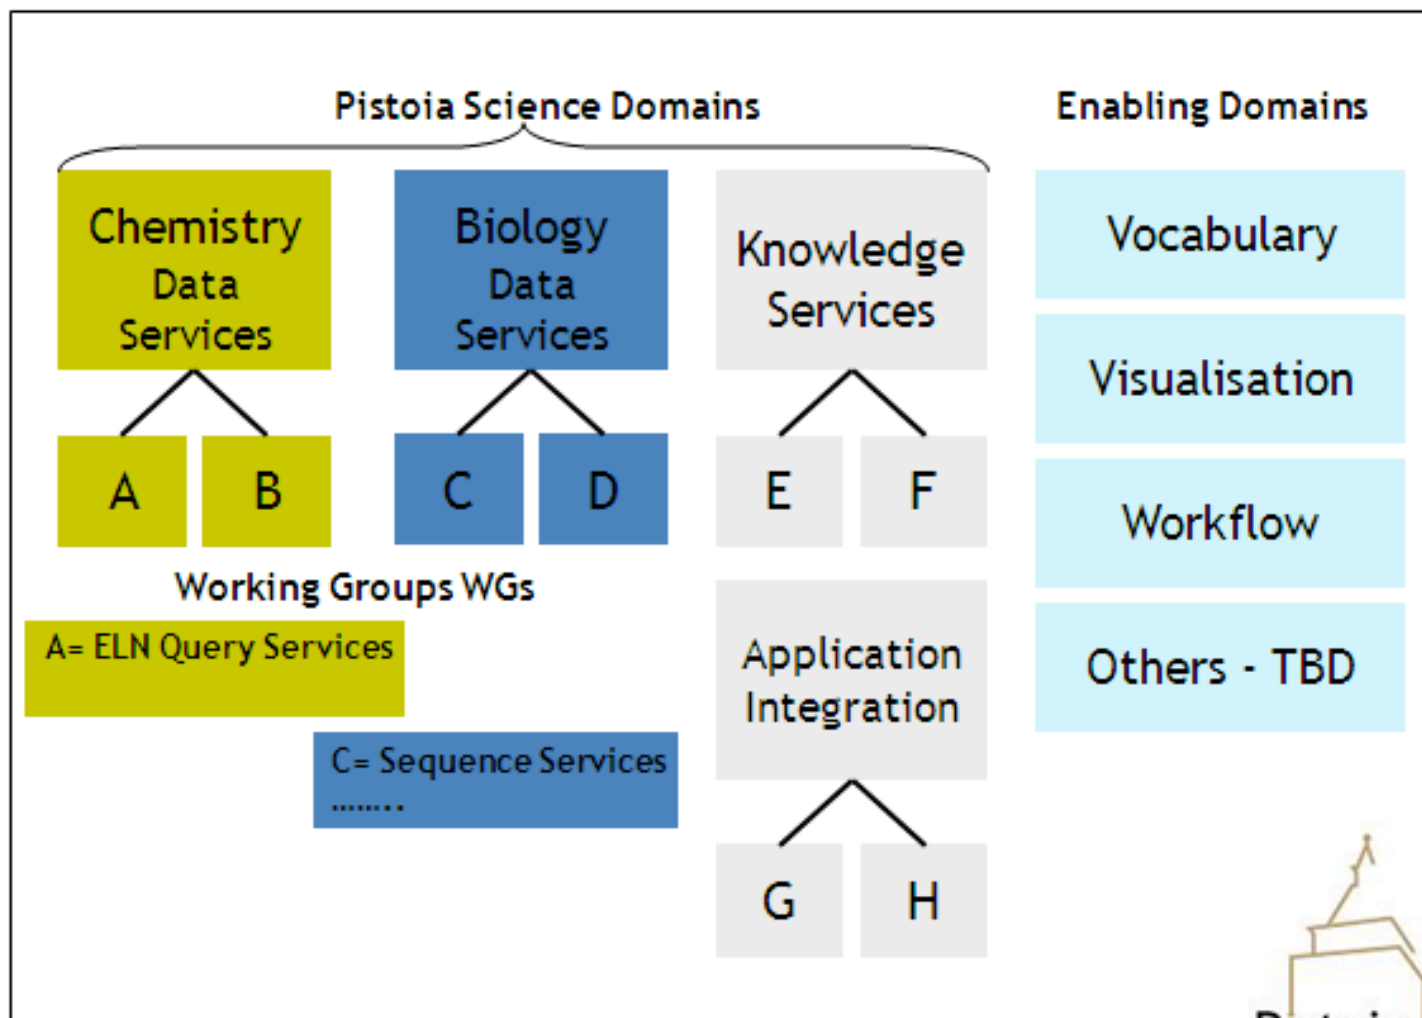 Pistoia Science Domains
Enabling Domains
Chemistry
Data
Services
Biology
Data
Services
Knowledge
Services
Vocabulary
Visualisation
Workflow
Others - TBD
A
B
C
D
E
F
Working Groups WGs
A= ELN Query Services
C= Sequence Services
........
Application
Integration
G
H